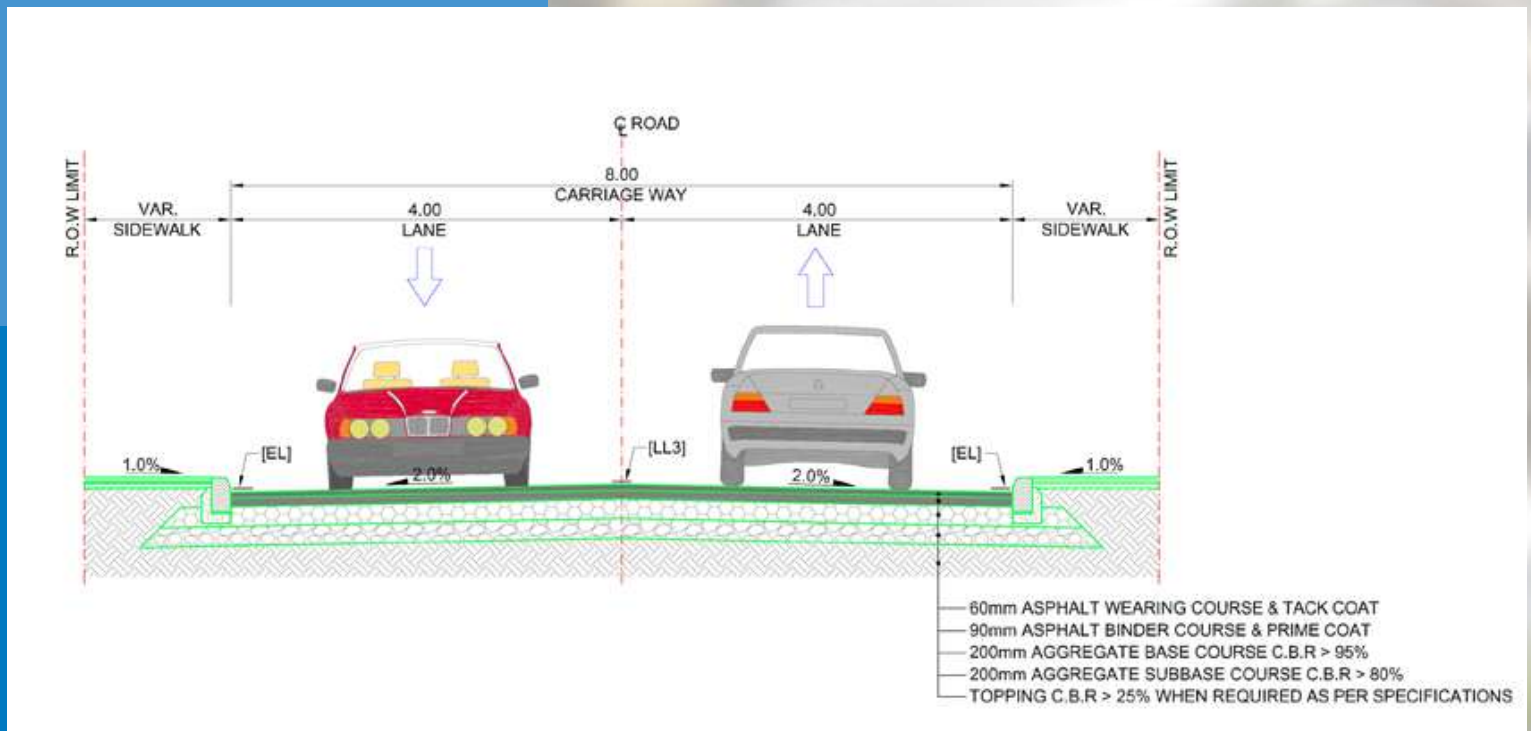 ℄ ROAD
R.O.W LIMIT
8.00
CARRIAGE WAY
R.O.W LIMIT
VAR.
SIDEWALK
4.00
LANE
4.00
LANE
VAR.
SIDEWALK
[EL]
[LL3]
[EL]
1.0%
2.0%
2.0%
1.0%
60mm ASPHALT WEARING COURSE & TACK COAT
90mm ASPHALT BINDER COURSE & PRIME COAT
200mm AGGREGATE BASE COURSE C.B.R > 95%
200mm AGGREGATE SUBBASE COURSE C.B.R > 80%
TOPPING C.B.R > 25% WHEN REQUIRED AS PER SPECIFICATIONS